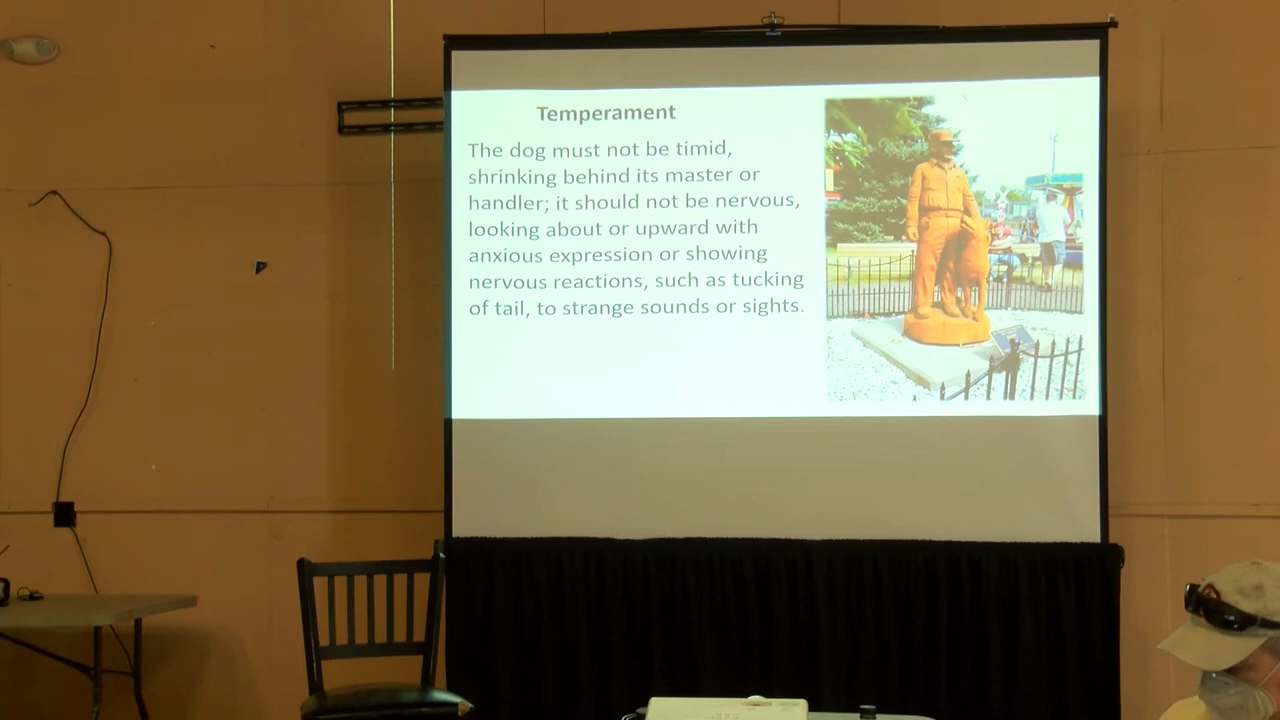 Temperament
The dog must not be timid,
shrinking behind its master or
handler; it should not be nervous,
looking about or upward with
anxious expression or showing
nervous reactions, such as tucking
of tail, to strange sounds or sights.